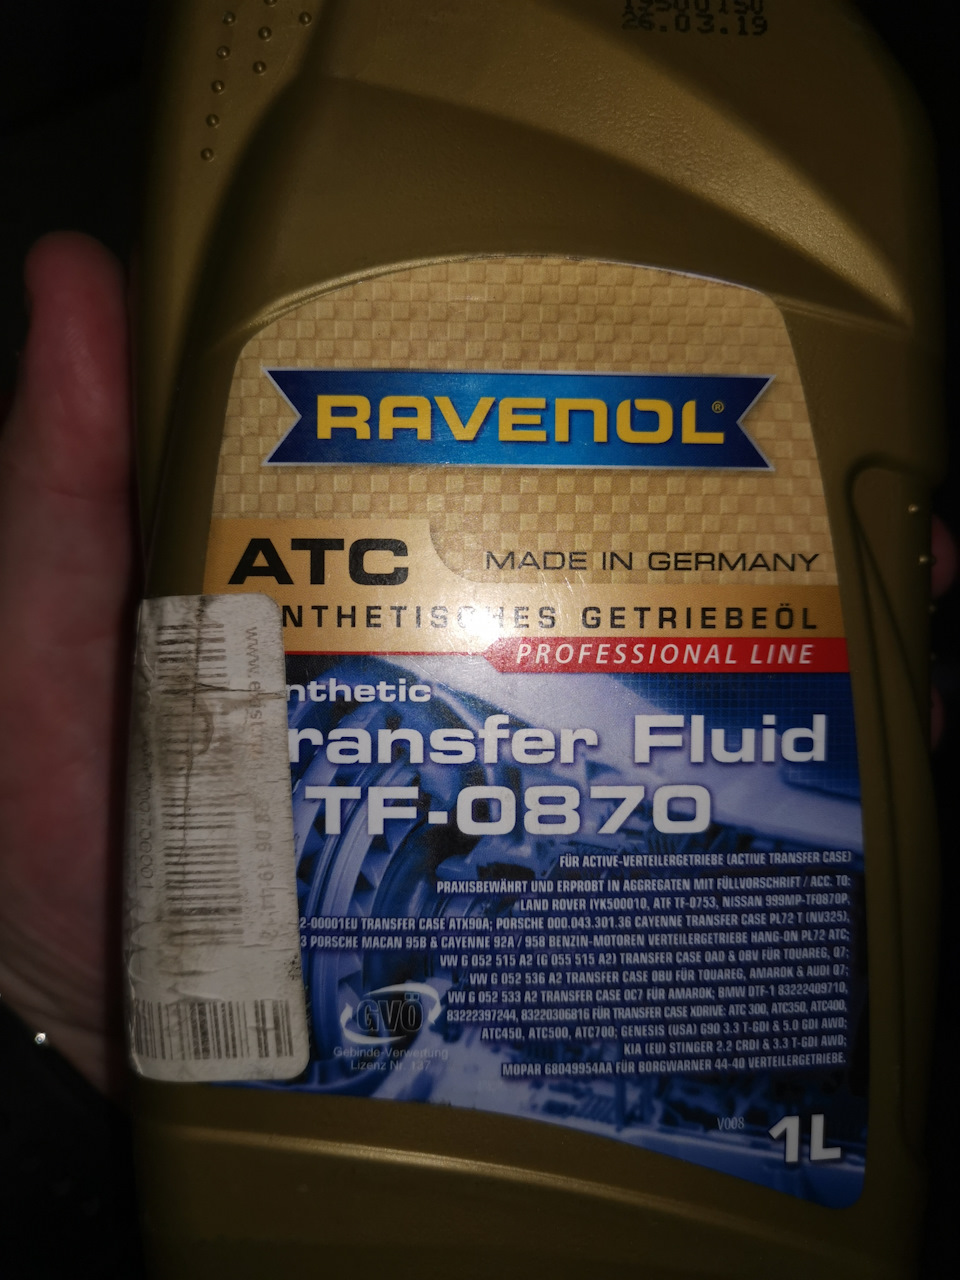 26.03.19
RAVENOL®
ATC
MADE IN GERMANY
NTHETISCHES GETRIEBEÖL
PROFESSIONAL LINE
nthetic
ransfer Fluid
TF-0870
FÜR ACTIVE-VERTEILERGETRIEBE (ACTIVE TRANSFER CASE)
PRAXISBEWÄHRT UND ERPROBT IN AGGREGATEN MIT FÜLLVORSCHRIFT / ACC. TO:
LAND ROVER IYK500010, ATF TF-0753, NISSAN 999MP-TF0870P,
2-00001EU TRANSFER CASE ATX90A; PORSCHE 000.043.301.36 CAYENNE TRANSFER CASE PL72 T (NV325),
3 PORSCHE MACAN 95B & CAYENNE 92A / 958 BENZIN-MOTOREN VERTEILERGETRIEBE HANG-ON PL72 ATC;
VW G 052 515 A2 (G 055 515 A2) TRANSFER CASE 0AD & 0BV FÜR TOUAREG, Q7;
VW G 052 536 A2 TRANSFER CASE 0BU FÜR TOUAREG, AMAROK & AUDI Q7;
VW G 052 533 A2 TRANSFER CASE 0C7 FÜR AMAROK; BMW DTF-1 83222409710,
83222397244, 83220306816 FÜR TRANSFER CASE XDRIVE: ATC 300, ATC350, ATC400,
ATC450, ATC500, ATC700; GENESIS (USA) G90 3.3 T-GDI & 5.0 GDI AWD;
KIA (EU) STINGER 2.2 CRDI & 3.3 T-GDI AWD;
MOPAR 68049954AA FÜR BORGWARNER 44-40 VERTEILERGETRIEBE.
GVÖ
Gebinde-Verwertung
Lizenz Nr. 137
V008
1L